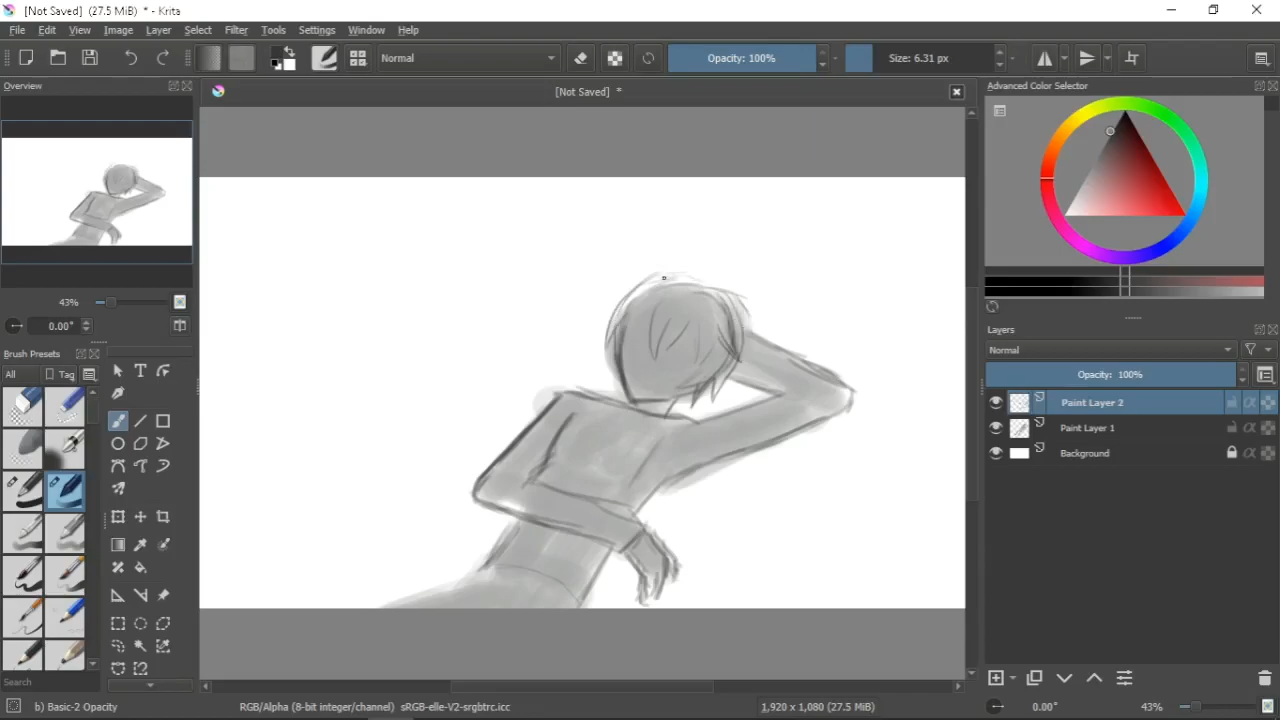 [Not Saved] (27.5 MiB) * - Krita
File Edit View Image Layer Select Filter Tools Settings Window Help
Normal
Opacity: 100%
Size: 6.31 px
Overview
[Not Saved] *
Advanced Color Selector
43%
0.00°
Brush Presets
All
Tag
Search
Layers
Normal
Opacity: 100%
Paint Layer 2
Paint Layer 1
Background
b) Basic-2 Opacity
RGB/Alpha (8-bit integer/channel) sRGB-elle-V2-srgbtrc.icc
1,920 x 1,080 (27.5 MiB)
0.00°
43%